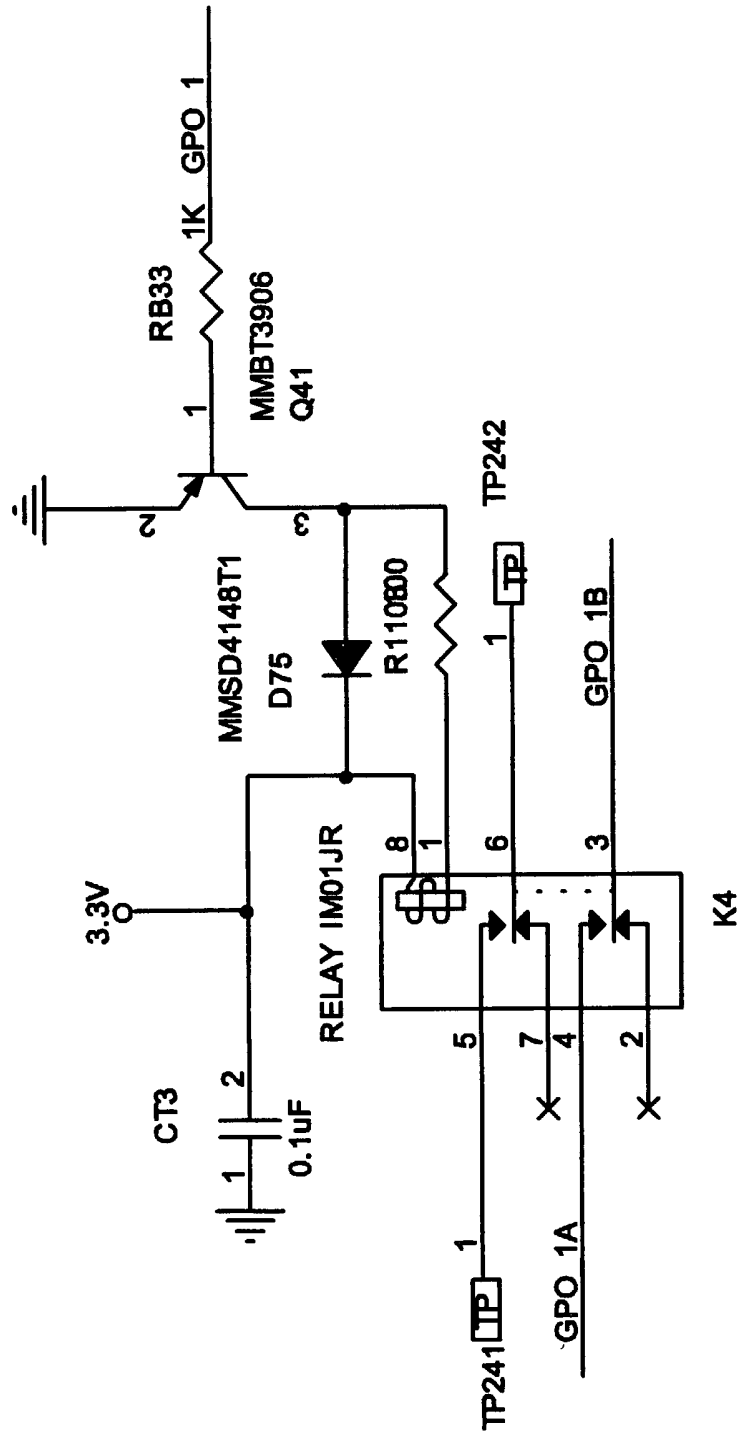 3.3V
CT3
1
2
0.1uF
RELAY IM01JR
MMSD4148T1
D75
2
3
1
RB33
1K
GPO 1
MMBT3906
Q41
8
1
5
6
1
TP
TP242
TP241
TP
1
7
4
GPO 1A
2
3
GPO 1B
K4